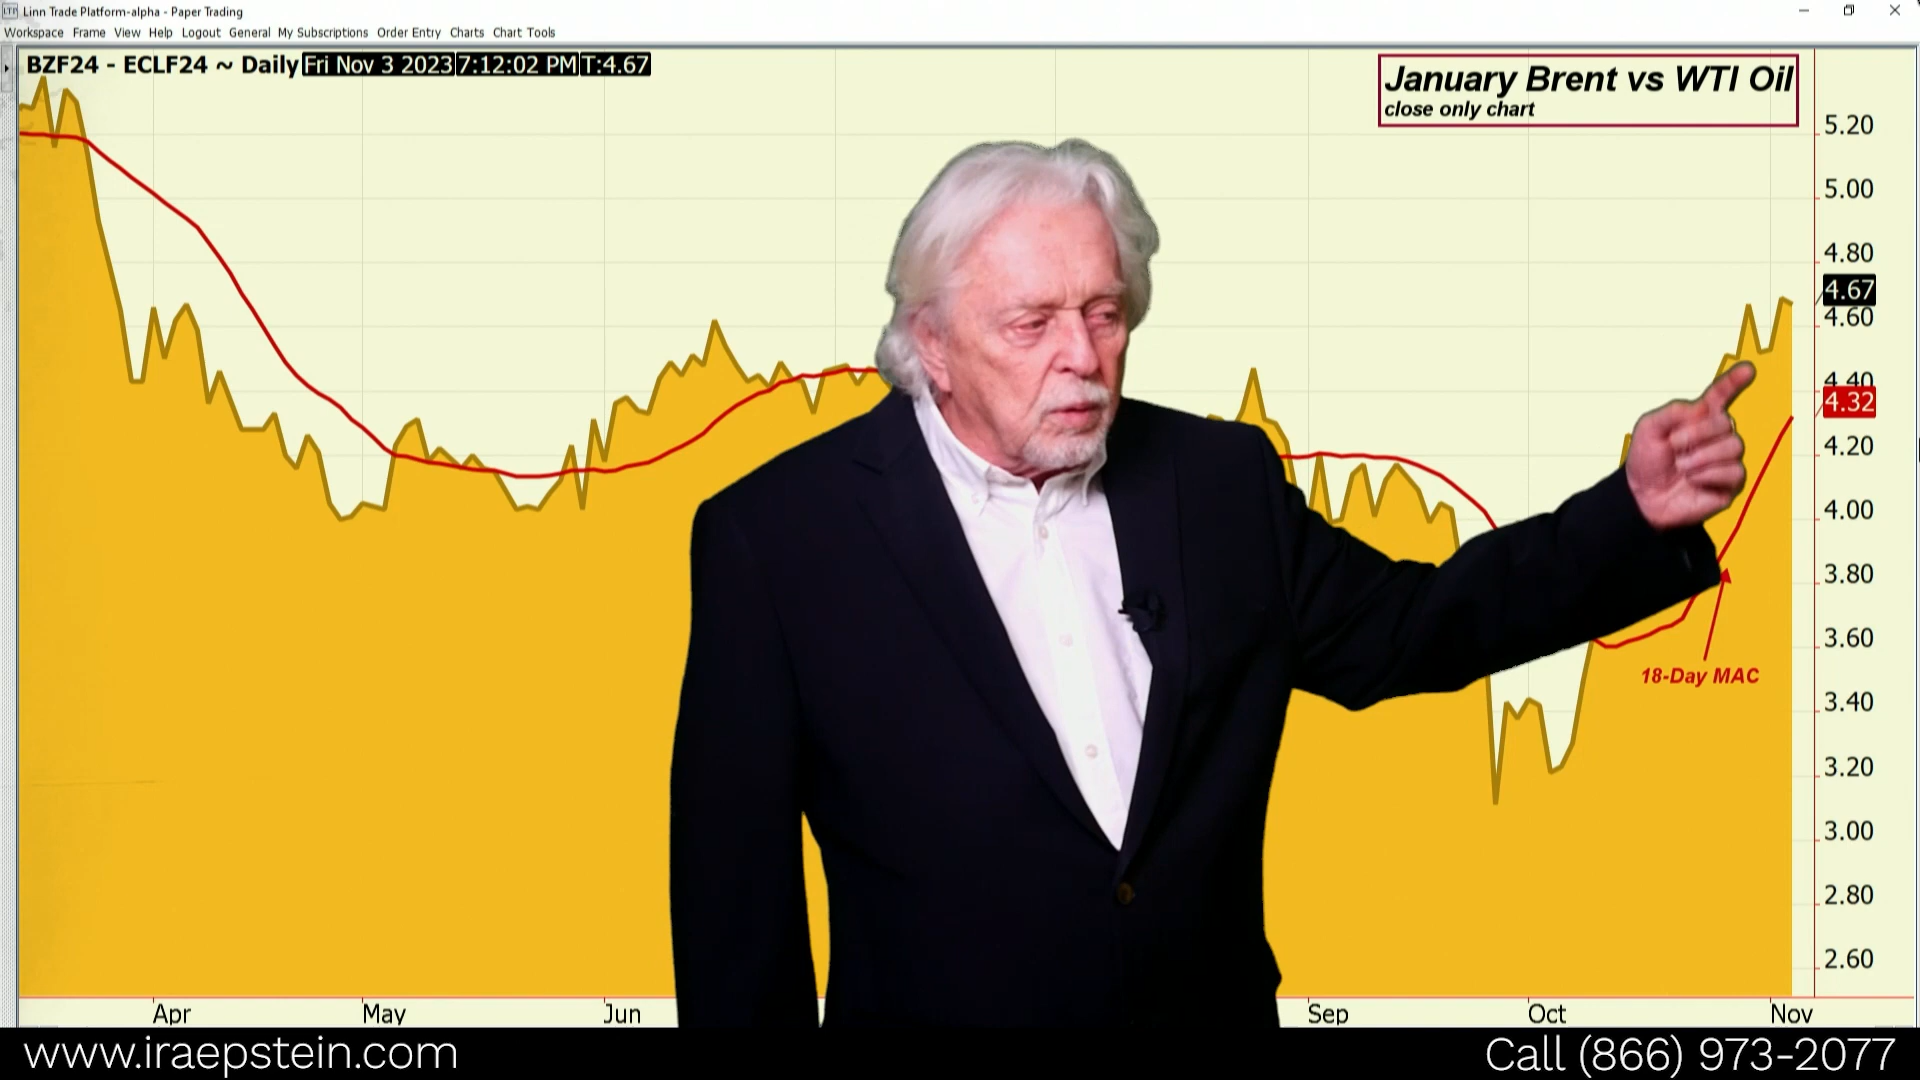 Linn Trade Platform-alpha - Paper Trading
Workspace Frame View Help Logout General My Subscriptions Order Entry Charts Chart Tools
BZF24 - ECLF24 ~ Daily Fri Nov 3 2023 7:12:02 PM T:4.67
January Brent vs WTI Oil
close only chart
5.20
5.00
4.80
4.67
4.60
4.40
4.32
4.20
4.00
3.80
3.60
18-Day MAC
3.40
3.20
3.00
2.80
2.60
Apr May Jun Sep Oct Nov
www.iraepstein.com Call (866) 973-2077